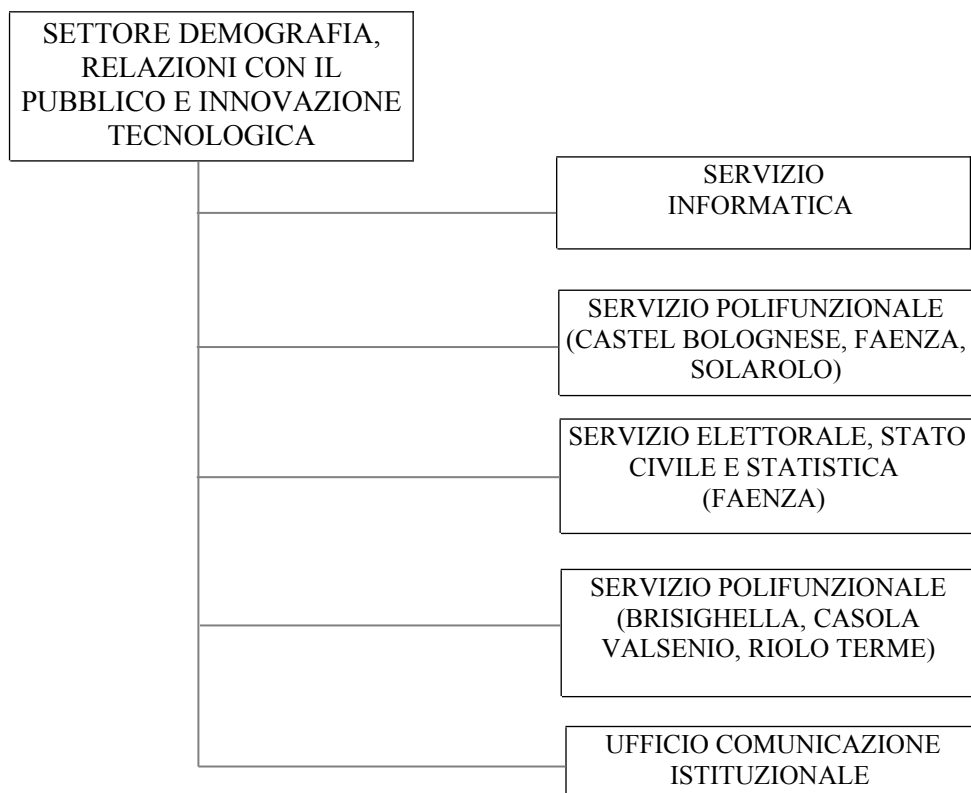 SETTORE DEMOGRAFIA,
RELAZIONI CON IL
PUBBLICO E INNOVAZIONE
TECNOLOGICA
SERVIZIO
INFORMATICA
SERVIZIO POLIFUNZIONALE
(CASTEL BOLOGNESE, FAENZA,
SOLAROLO)
SERVIZIO ELETTORALE, STATO
CIVILE E STATISTICA
(FAENZA)
SERVIZIO POLIFUNZIONALE
(BRISIGHELLA, CASOLA
VALSENIO, RIOLO TERME)
UFFICIO COMUNICAZIONE
ISTITUZIONALE